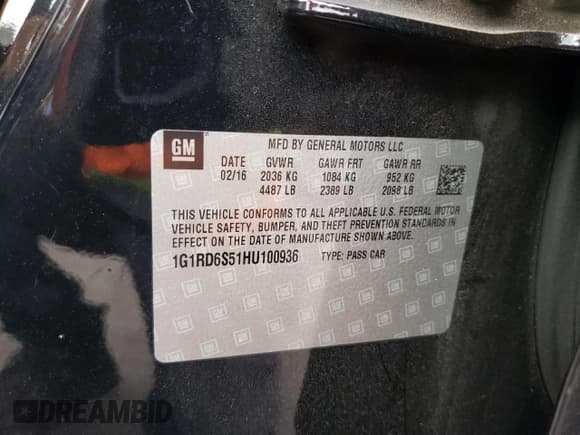 GM
MFD BY GENERAL MOTORS LLC
DATE GVWR GAWR FRT GAWR RR
02/16 2036 KG 1084 KG 952 KG
4487 LB 2389 LB 2098 LB
THIS VEHICLE CONFORMS TO ALL APPLICABLE U.S. FEDERAL MOTOR
VEHICLE SAFETY, BUMPER, AND THEFT PREVENTION STANDARDS
IN EFFECT ON THE DATE OF MANUFACTURE SHOWN ABOVE.
1G1RD6S51HU100936 TYPE: PASS CAR
DREAMBID